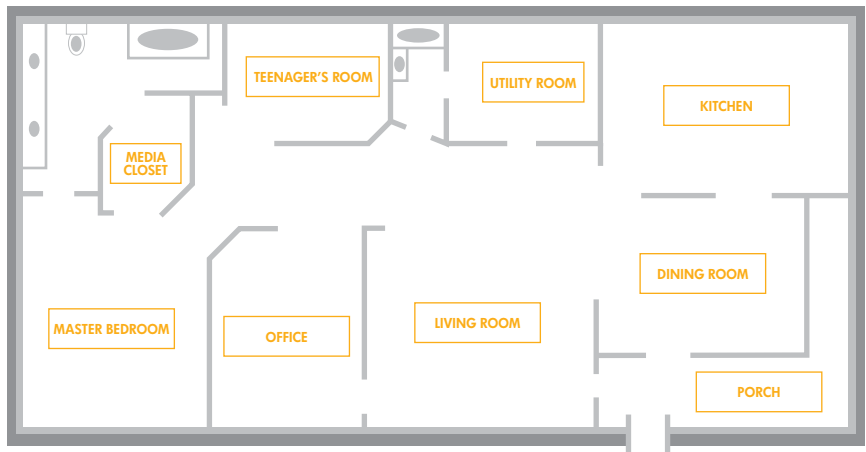 TEENAGER'S ROOM
UTILITY ROOM
KITCHEN
MEDIA
CLOSET
DINING ROOM
MASTER BEDROOM
OFFICE
LIVING ROOM
PORCH